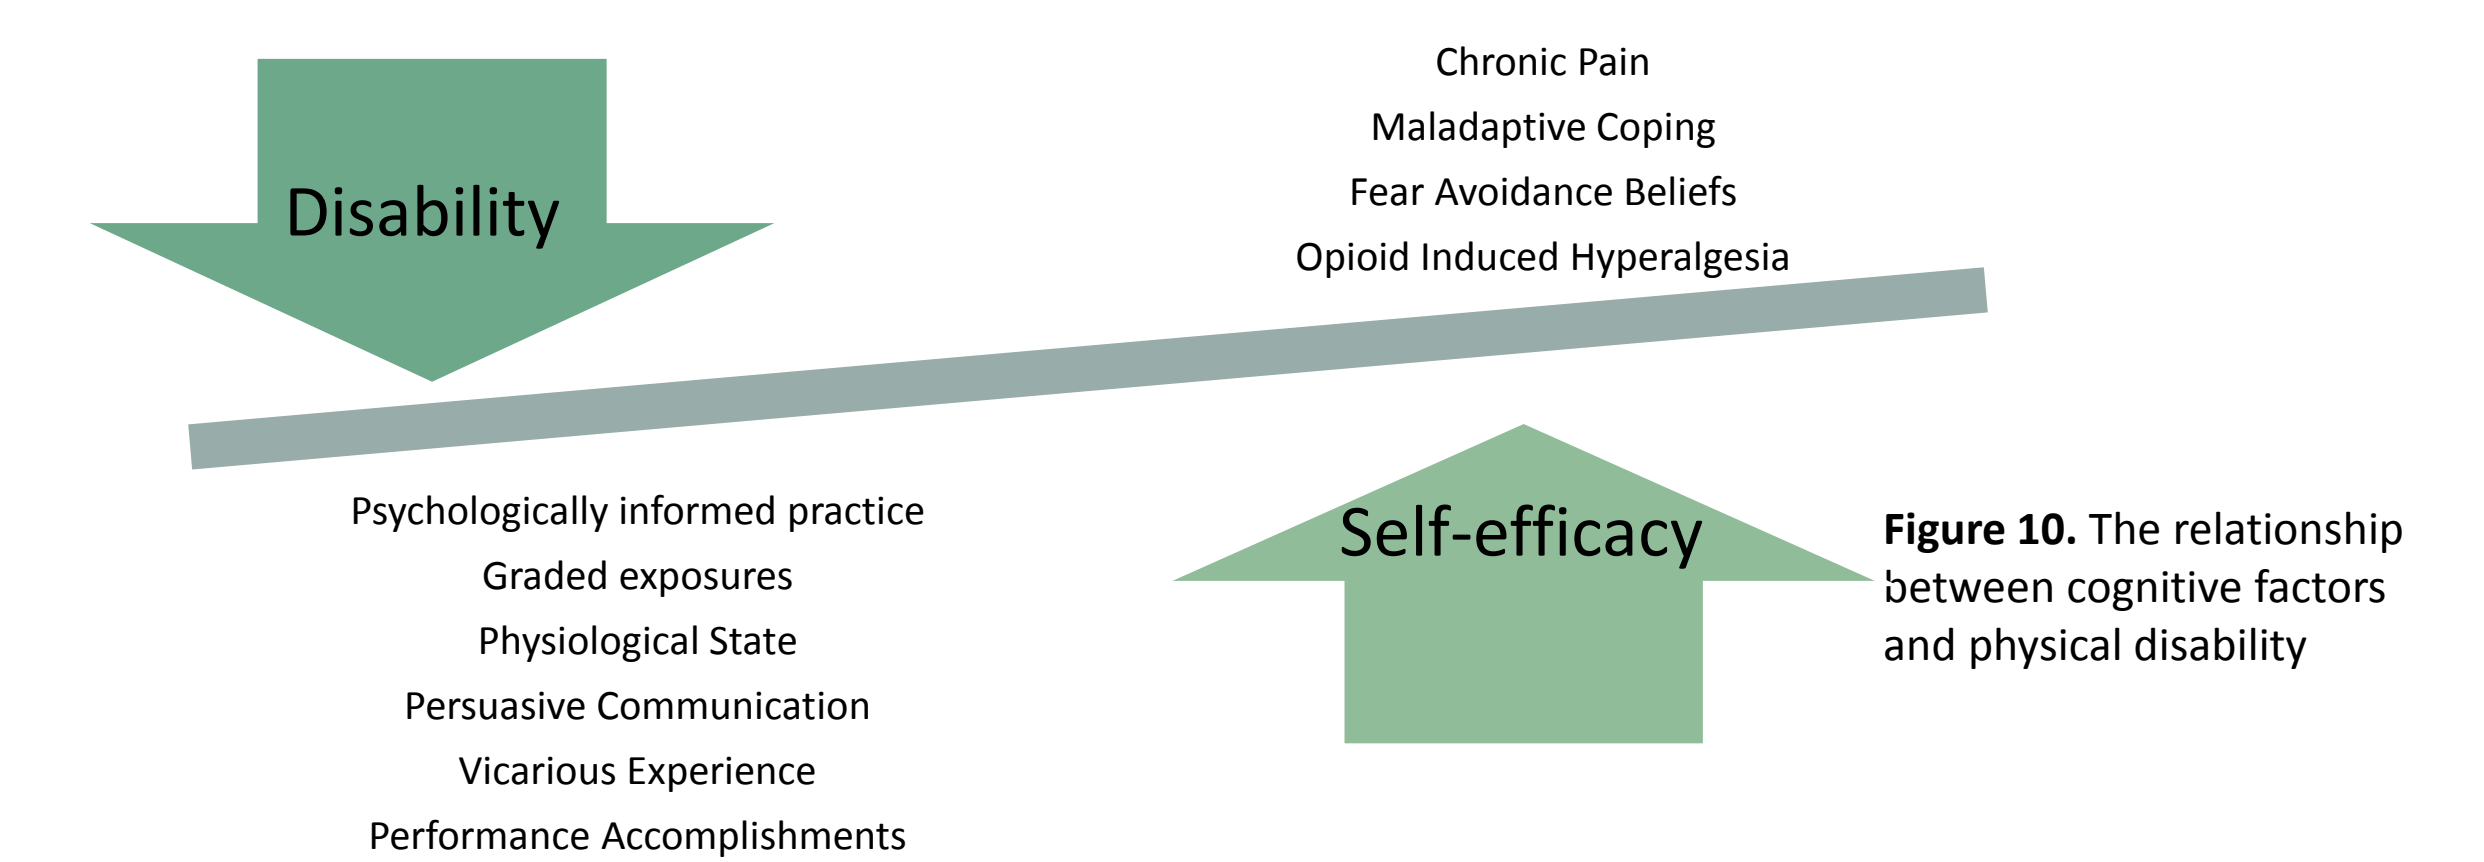 Disability
Chronic Pain
Maladaptive Coping
Fear Avoidance Beliefs
Opioid Induced Hyperalgesia
Psychologically informed practice
Graded exposures
Physiological State
Persuasive Communication
Vicarious Experience
Performance Accomplishments
Self-efficacy
Figure 10. The relationship
between cognitive factors
and physical disability